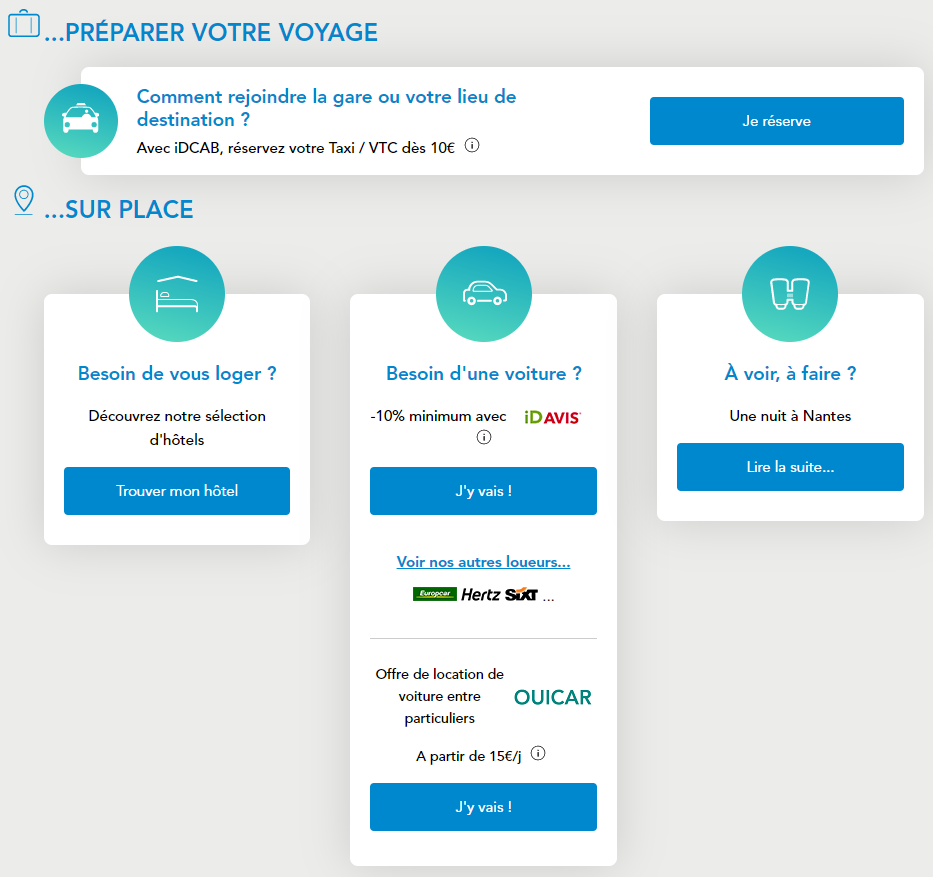 ...PRÉPARER VOTRE VOYAGE
Comment rejoindre la gare ou votre lieu de
destination ?
Avec iDCAB, réservez votre Taxi / VTC dès 10€ i
Je réserve
...SUR PLACE
Besoin de vous loger ?
Découvrez notre sélection
d'hôtels
Trouver mon hôtel
Besoin d'une voiture ?
-10% minimum avec iDAVIS
i
J'y vais !
Voir nos autres loueurs...
Europcar Hertz SiXT ...
Offre de location de
voiture entre
particuliers
OUICAR
A partir de 15€/j i
J'y vais !
À voir, à faire ?
Une nuit à Nantes
Lire la suite...